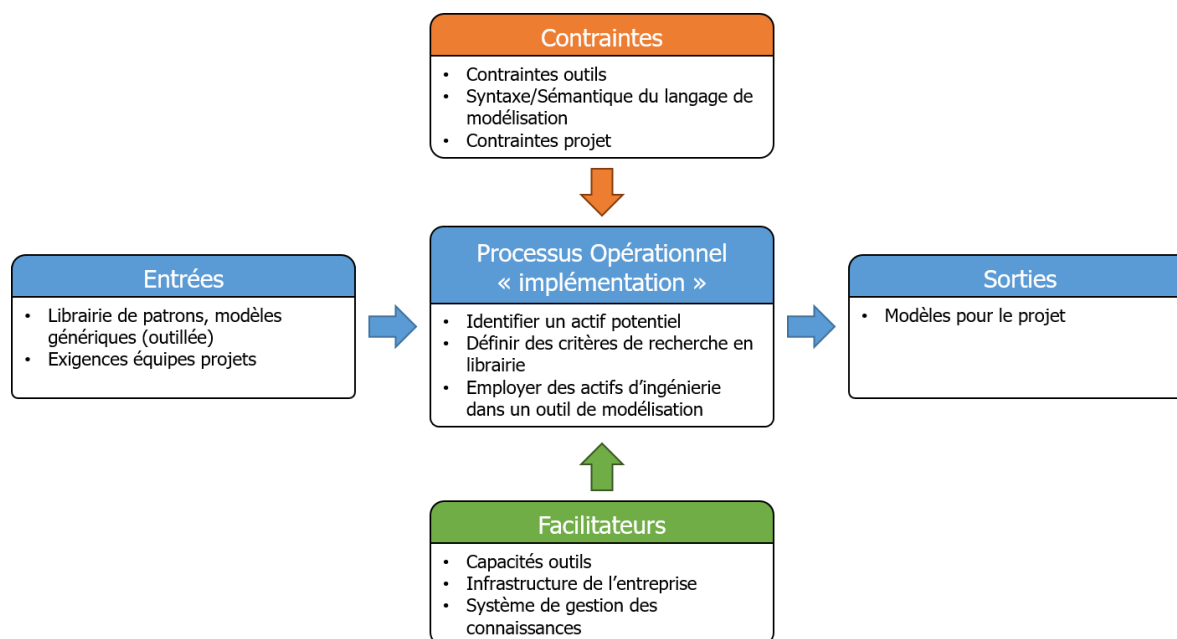 Contraintes
• Contraintes outils
• Syntaxe/Sémantique du langage de
modélisation
• Contraintes projet
Entrées
• Librairie de patrons, modèles
génériques (outillée)
• Exigences équipes projets
Processus Opérationnel
« implémentation »
• Identifier un actif potentiel
• Définir des critères de recherche en
librairie
• Employer des actifs d’ingénierie
dans un outil de modélisation
Sorties
• Modèles pour le projet
Facilitateurs
• Capacités outils
• Infrastructure de l’entreprise
• Système de gestion des
connaissances